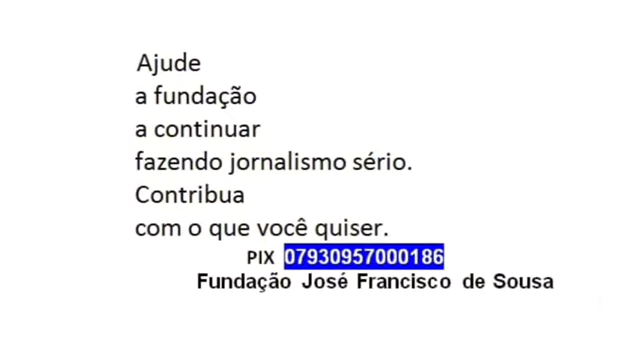 Ajude
a fundação
a continuar
fazendo jornalismo sério.
Contribua
com o que você quiser.
PIX 07930957000186
Fundação José Francisco de Sousa